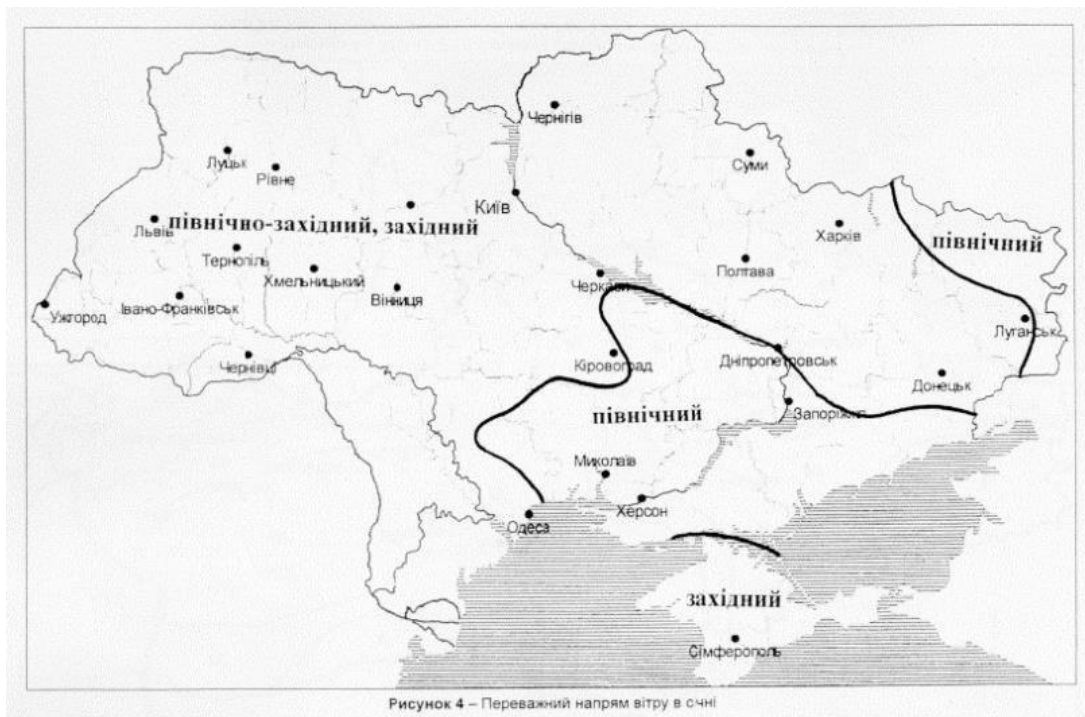 Чернігів
Луцьк
Рівне
Суми
Київ
північно-західний, західний
Львів
Харків
північний
Тернопіль
Хмельницький
Полтава
Вінниця
Черкаси
Ужгород
Івано-Франківськ
Луганськ
Чернівці
Кіровоград
Дніпропетровськ
Донецьк
північний
Запоріжжя
Миколаїв
Херсон
Одеса
західний
Сімферополь
Рисунок 4 – Переважний напрям вітру в січні